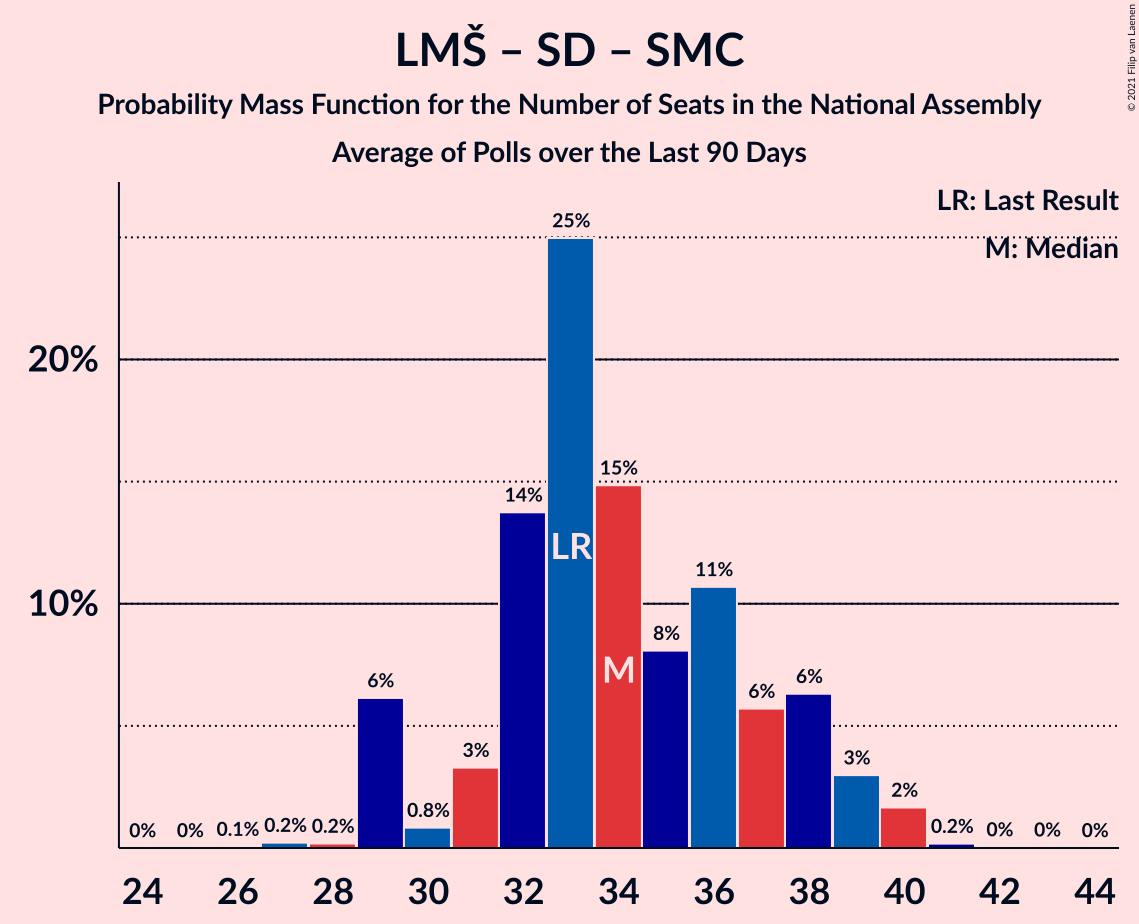 LMŠ – SD – SMC
Probability Mass Function for the Number of Seats in the National Assembly
Average of Polls over the Last 90 Days
© 2021 Filip van Laenen
LR: Last Result
M: Median
25%
20%
15%
14%
LR
11%
10%
8%
M
6%
6%
6%
3%
3%
2%
0.8%
0% 0% 0.1% 0.2% 0.2%
0.2% 0% 0% 0%
24 26 28 30 32 34 36 38 40 42 44